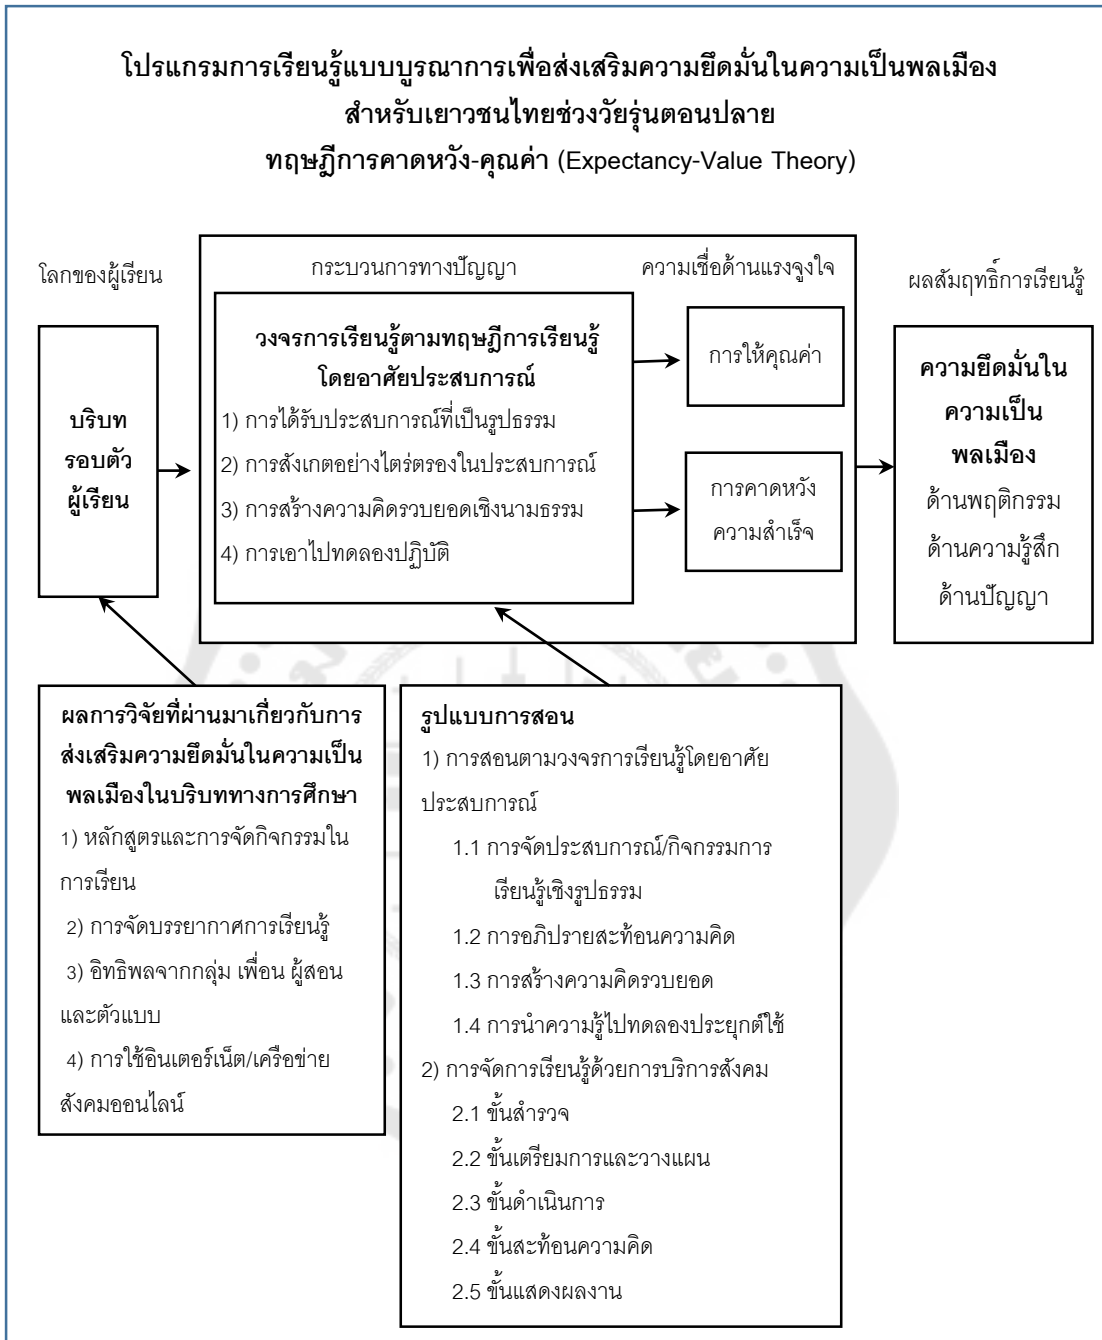 โปรแกรมการเรียนรู้แบบบูรณาการเพื่อส่งเสริมความยึดมั่นในความเป็นพลเมือง
สำหรับเยาวชนไทยช่วงวัยรุ่นตอนปลาย
ทฤษฎีการคาดหวัง-คุณค่า (Expectancy-Value Theory)
โลกของผู้เรียน
กระบวนการทางปัญญา
ความเชื่อด้านแรงจูงใจ
ผลสัมฤทธิ์การเรียนรู้
บริบท
รอบตัว
ผู้เรียน
วงจรการเรียนรู้ตามทฤษฎีการเรียนรู้
โดยอาศัยประสบการณ์
1) การได้รับประสบการณ์ที่เป็นรูปธรรม
2) การสังเกตอย่างไตร่ตรองในประสบการณ์
3) การสร้างความคิดรวบยอดเชิงนามธรรม
4) การเอาไปทดลองปฏิบัติ
การให้คุณค่า
การคาดหวัง
ความสำเร็จ
ความยึดมั่นใน
ความเป็น
พลเมือง
ด้านพฤติกรรม
ด้านความรู้สึก
ด้านปัญญา
ผลการวิจัยที่ผ่านมาเกี่ยวกับการ
ส่งเสริมความยึดมั่นในความเป็น
พลเมืองในบริบททางการศึกษา
1) หลักสูตรและการจัดกิจกรรมใน
การเรียน
2) การจัดบรรยากาศการเรียนรู้
3) อิทธิพลจากกลุ่ม เพื่อน ผู้สอน
และตัวแบบ
4) การใช้อินเตอร์เน็ต/เครือข่าย
สังคมออนไลน์
รูปแบบการสอน
1) การสอนตามวงจรการเรียนรู้โดยอาศัย
ประสบการณ์
1.1 การจัดประสบการณ์/กิจกรรมการ
เรียนรู้เชิงรูปธรรม
1.2 การอภิปรายสะท้อนความคิด
1.3 การสร้างความคิดรวบยอด
1.4 การนำความรู้ไปทดลองประยุกต์ใช้
2) การจัดการเรียนรู้ด้วยการบริการสังคม
2.1 ขั้นสำรวจ
2.2 ขั้นเตรียมการและวางแผน
2.3 ขั้นดำเนินการ
2.4 ขั้นสะท้อนความคิด
2.5 ขั้นแสดงผลงาน